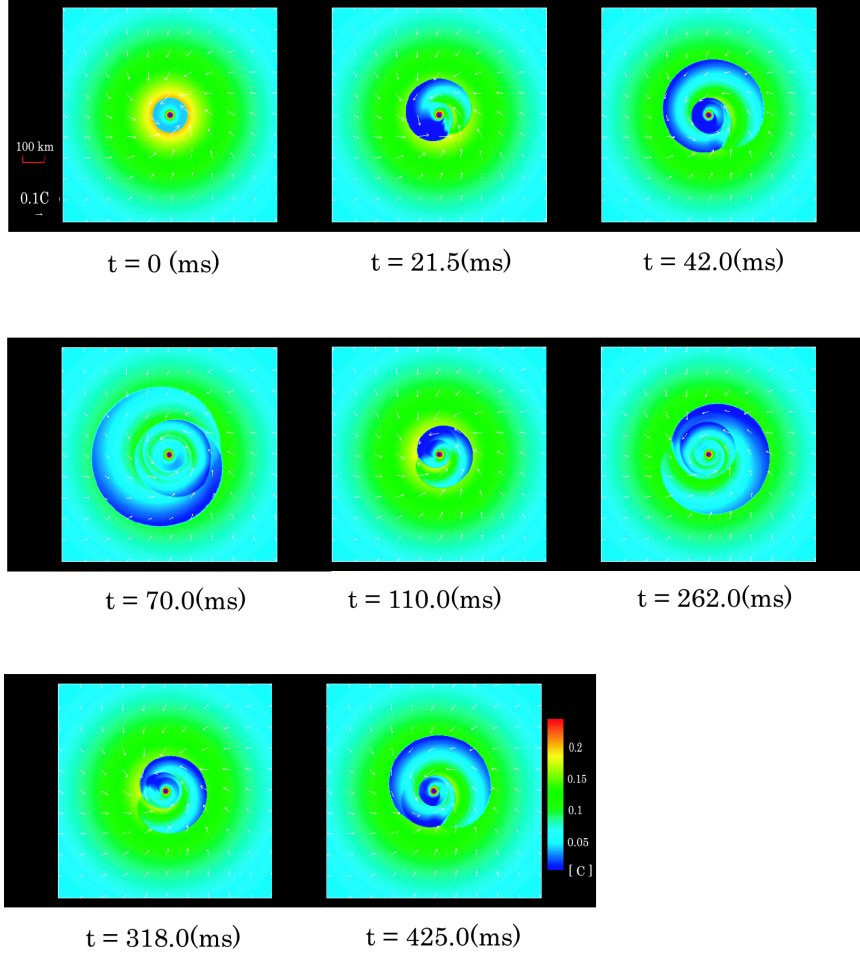 100 km
0.1C
t = 0 (ms)
t = 21.5(ms)
t = 42.0(ms)
t = 70.0(ms)
t = 110.0(ms)
t = 262.0(ms)
0.2
0.15
0.1
0.05
[ C ]
t = 318.0(ms)
t = 425.0(ms)